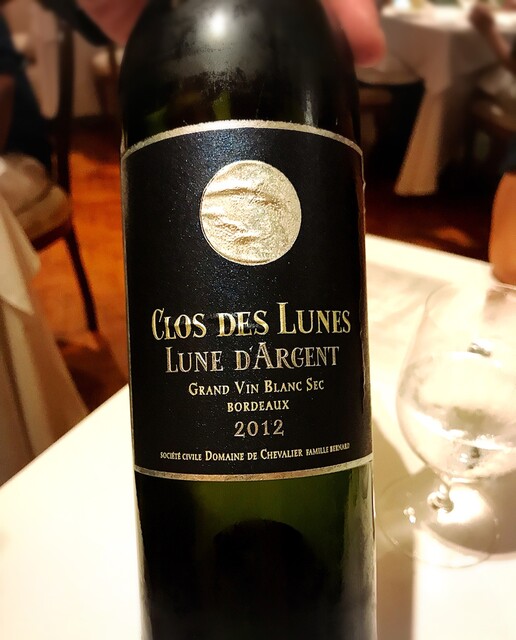 CLOS DES LUNES
LUNE D'ARGENT
GRAND VIN BLANC SEC
BORDEAUX
2012
SOCIÉTÉ CIVILE DOMAINE DE CHEVALIER FAMILLE BERNARD